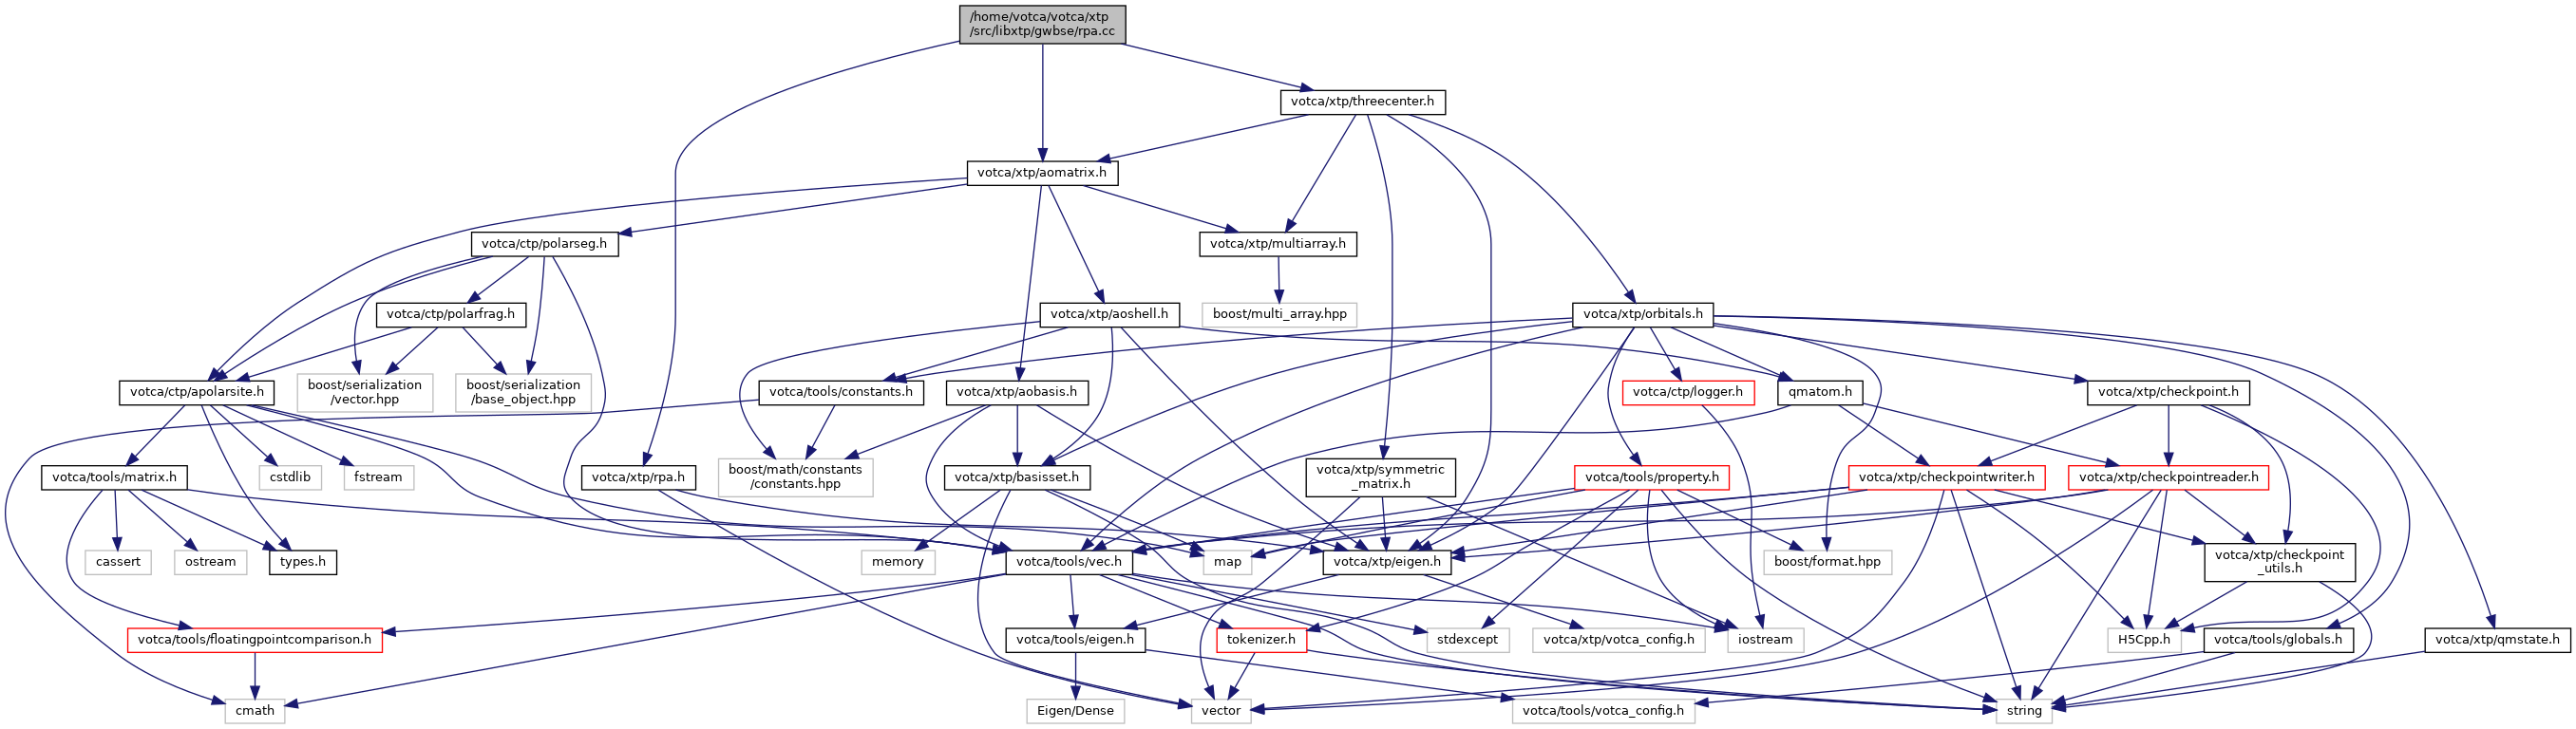 /home/votca/votca/xtp
/src/libxtp/gwbse/rpa.cc
votca/xtp/threecenter.h
votca/xtp/aomatrix.h
votca/ctp/polarseg.h
votca/xtp/multiarray.h
votca/ctp/polarfrag.h
votca/xtp/aoshell.h
boost/multi_array.hpp
votca/xtp/orbitals.h
votca/ctp/apolarsite.h
boost/serialization
/vector.hpp
boost/serialization
/base_object.hpp
votca/tools/constants.h
votca/xtp/aobasis.h
votca/ctp/logger.h
qmatom.h
votca/xtp/checkpoint.h
votca/tools/matrix.h
cstdlib
fstream
votca/xtp/rpa.h
boost/math/constants
/constants.hpp
votca/xtp/basisset.h
votca/xtp/symmetric
_matrix.h
votca/tools/property.h
votca/xtp/checkpointwriter.h
votca/xtp/checkpointreader.h
cassert
ostream
types.h
memory
votca/tools/vec.h
map
votca/xtp/eigen.h
boost/format.hpp
votca/xtp/checkpoint
_utils.h
votca/tools/floatingpointcomparison.h
votca/tools/eigen.h
tokenizer.h
stdexcept
votca/xtp/votca_config.h
iostream
H5Cpp.h
votca/tools/globals.h
votca/xtp/qmstate.h
cmath
Eigen/Dense
vector
votca/tools/votca_config.h
string